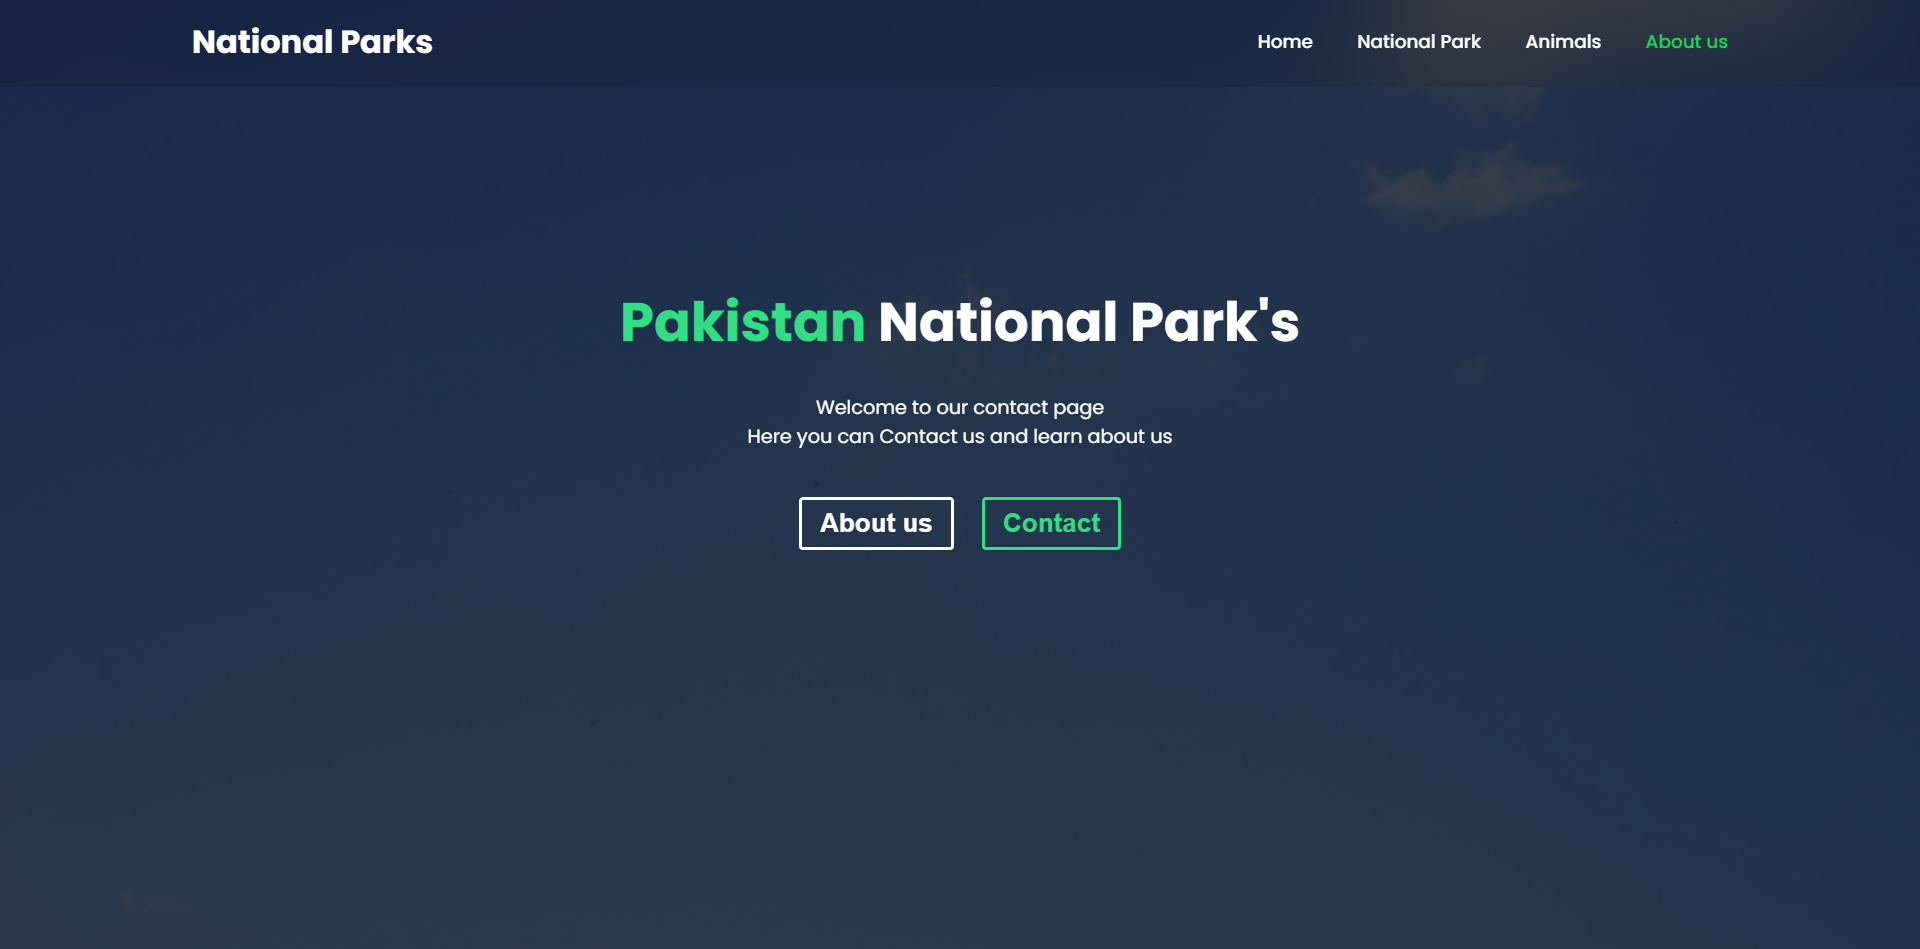 National Parks
Home National Park Animals About us
Pakistan National Park's
Welcome to our contact page
Here you can Contact us and learn about us
About us Contact